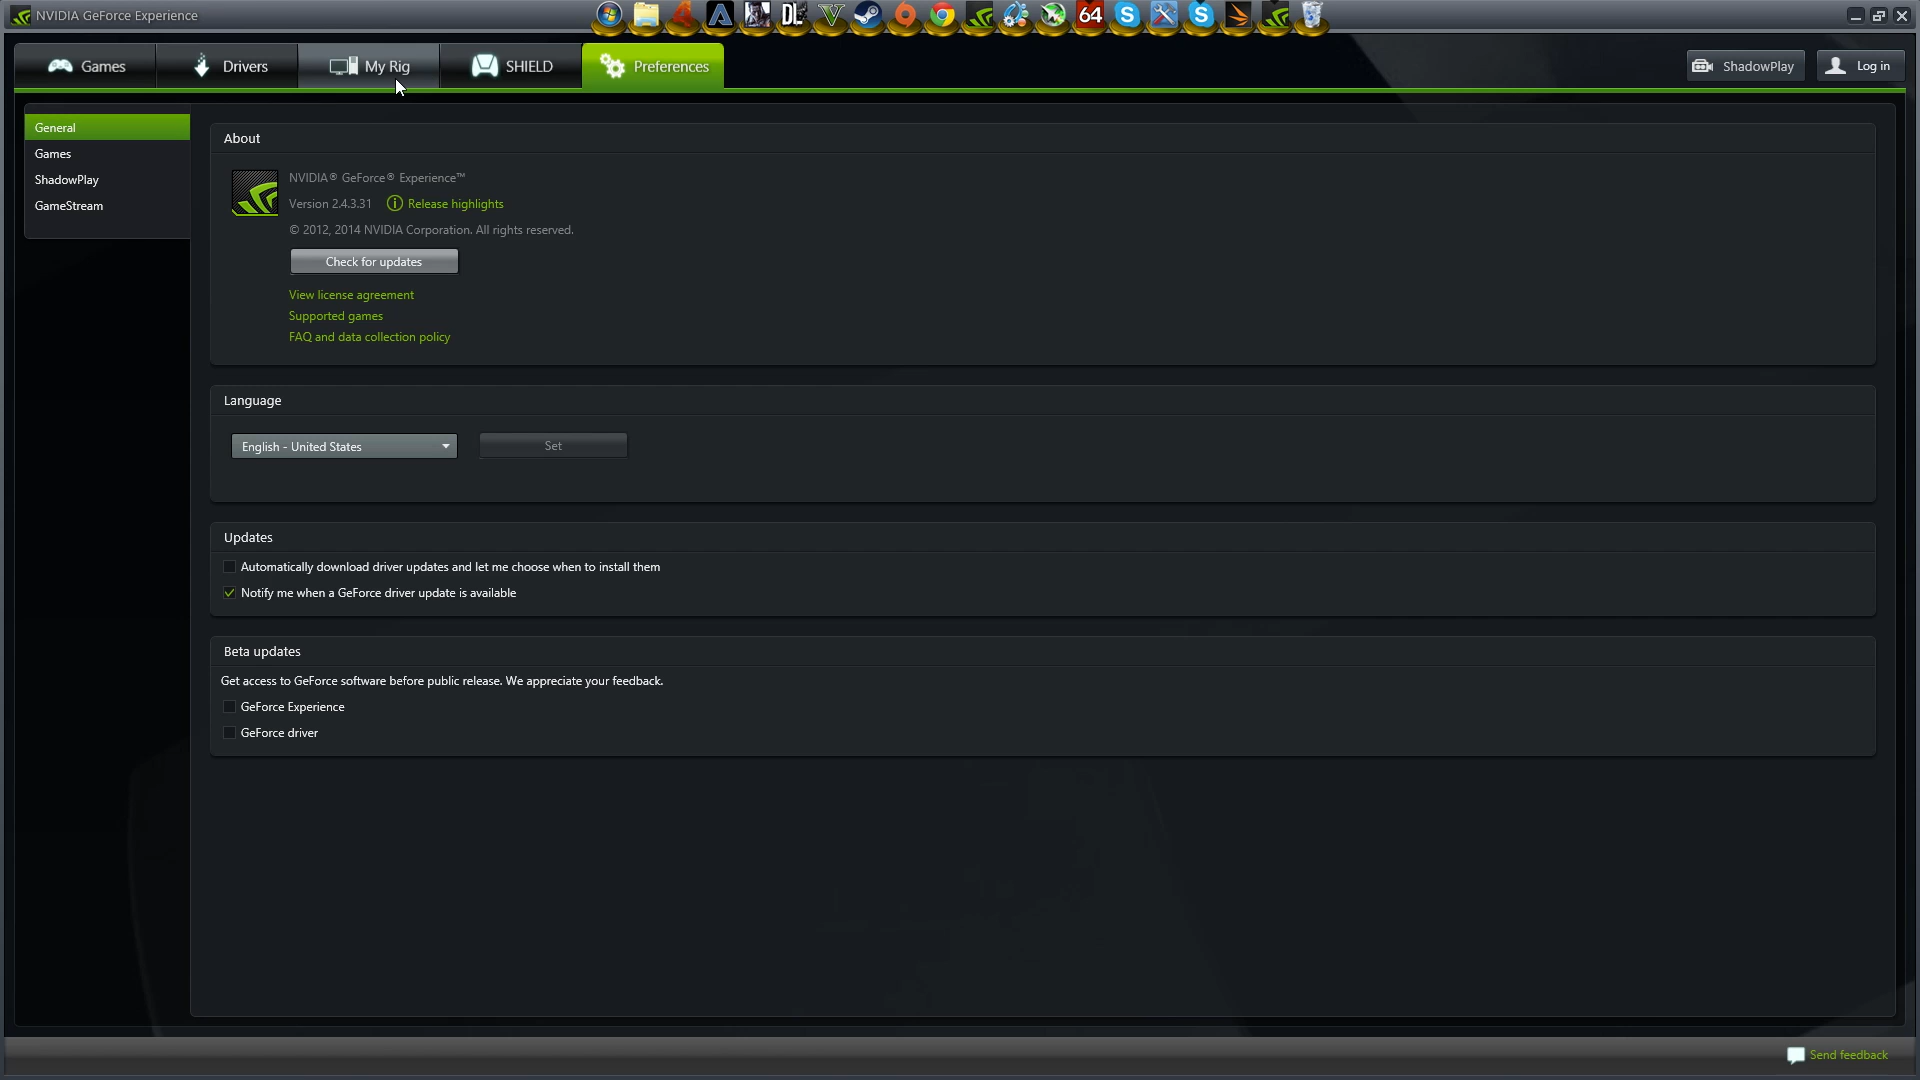 NVIDIA GeForce Experience
DL
64
Games
Drivers
My Rig
SHIELD
Preferences
ShadowPlay
Log in
General
Games
ShadowPlay
GameStream
About
NVIDIA® GeForce® Experience™
Version 2.4.3.31
Release highlights
© 2012, 2014 NVIDIA Corporation. All rights reserved.
Check for updates
View license agreement
Supported games
FAQ and data collection policy
Language
English - United States
Set
Updates
Automatically download driver updates and let me choose when to install them
Notify me when a GeForce driver update is available
Beta updates
Get access to GeForce software before public release. We appreciate your feedback.
GeForce Experience
GeForce driver
Send feedback